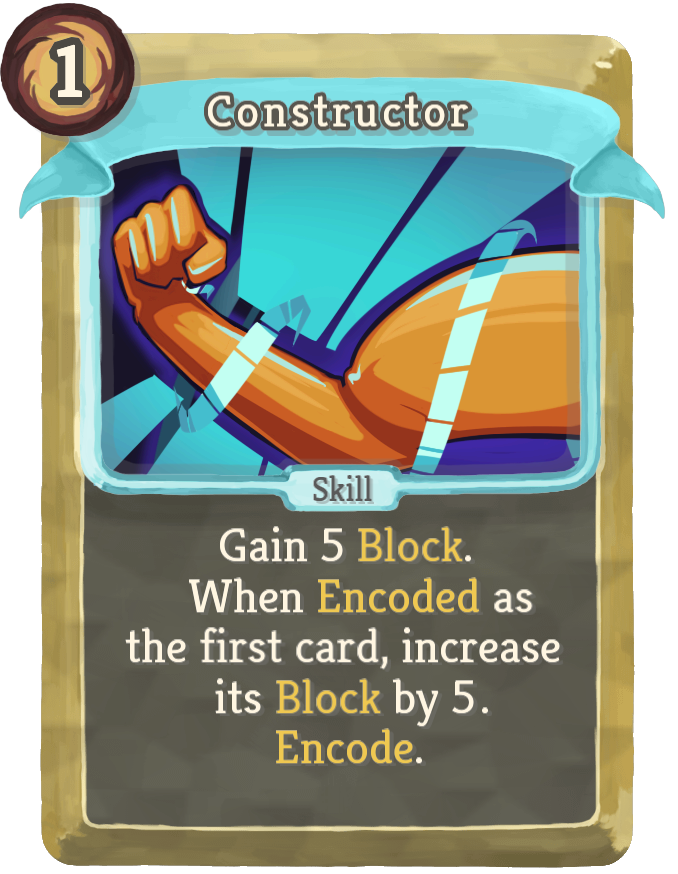 1
Constructor
Skill
Gain 5 Block.
When Encoded as
the first card, increase
its Block by 5.
Encode.